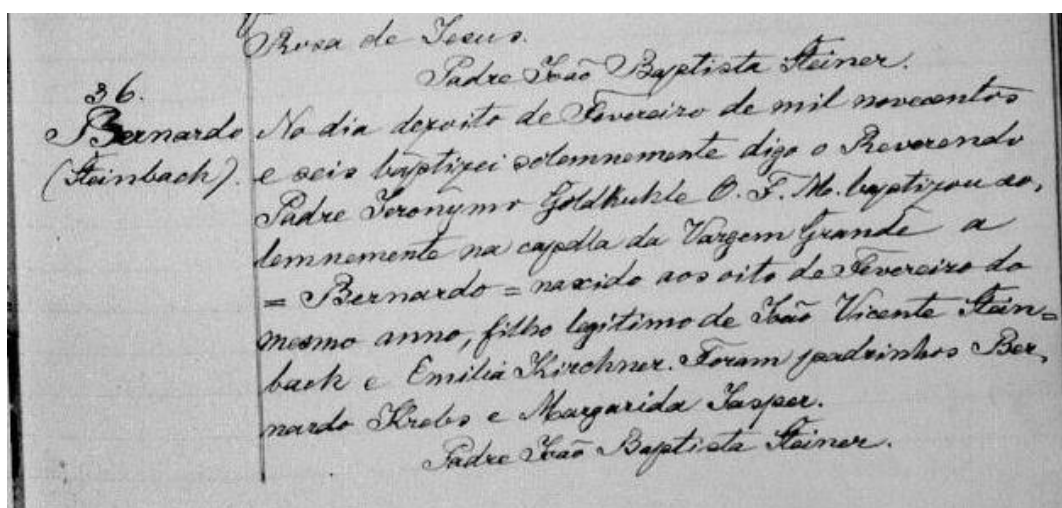 Rosa de Jesus.
Padre João Baptista Steiner.
36.
Bernardo
(Steinbach).
No dia dezoito de Fevereiro de mil novecentos
e seis baptizei solemnemente digo o Reverendo
Padre Jeronymo Goldkuhle O. F. M. baptizou so,
lemnemente na capella da Vargem Grande a
= Bernardo = nascido aos oito de Fevereiro do
mesmo anno, filho legitimo de João Vicente Stein=
bach e Emilia Kirchner. Foram padrinhos Ber,
nardo Krebs e Margarida Jasper.
Padre João Baptista Steiner.